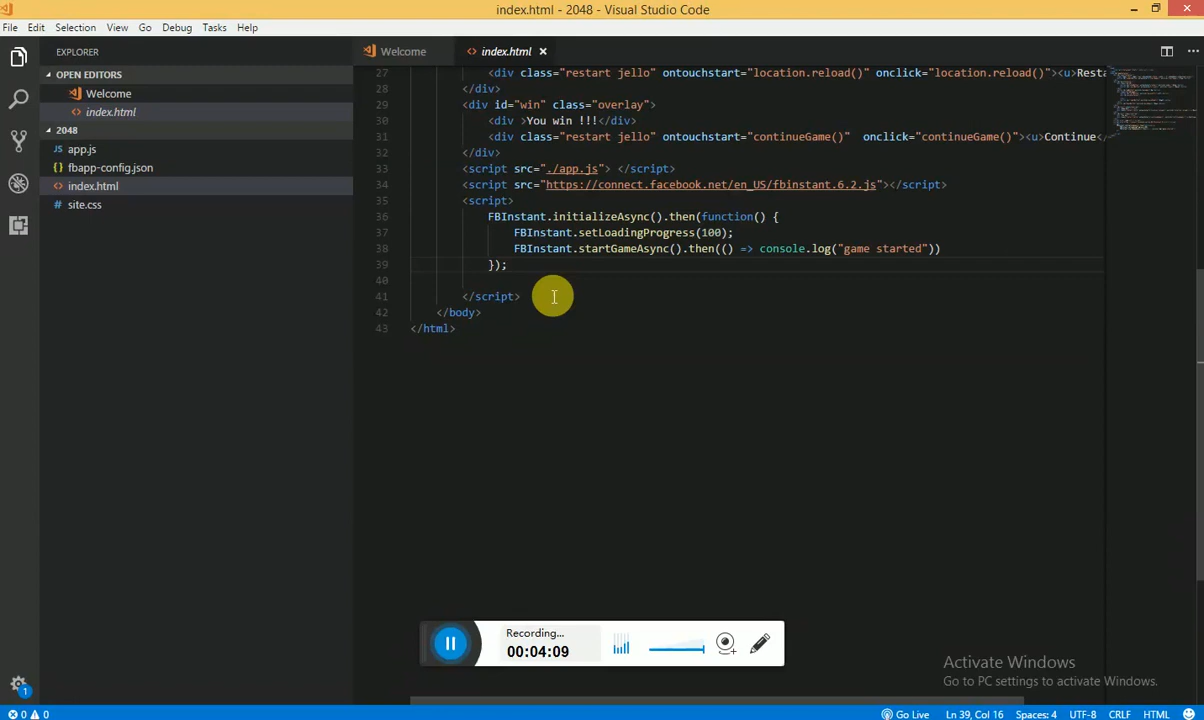 index.html - 2048 - Visual Studio Code
File Edit Selection View Go Debug Tasks Help
EXPLORER
Welcome
index.html
OPEN EDITORS
Welcome
index.html
2048
app.js
fbapp-config.json
index.html
site.css
27 <div class="restart jello" ontouchstart="location.reload()" onclick="location.reload()"><u>Resta
28 </div>
29 <div id="win" class="overlay">
30 <div >You win !!!</div>
31 <div class="restart jello" ontouchstart="continueGame()" onclick="continueGame()"><u>Continue</
32 </div>
33 <script src="./app.js"> </script>
34 <script src="https://connect.facebook.net/en_US/fbinstant.6.2.js"></script>
35 <script>
36 FBInstant.initializeAsync().then(function() {
37 FBInstant.setLoadingProgress(100);
38 FBInstant.startGameAsync().then(() => console.log("game started"))
39 });
40
41 </script>
42 </body>
43 </html>
Recording...
00:04:09
Activate Windows
Go to PC settings to activate Windows.
1
0 0
Go Live Ln 39, Col 16 Spaces: 4 UTF-8 CRLF HTML